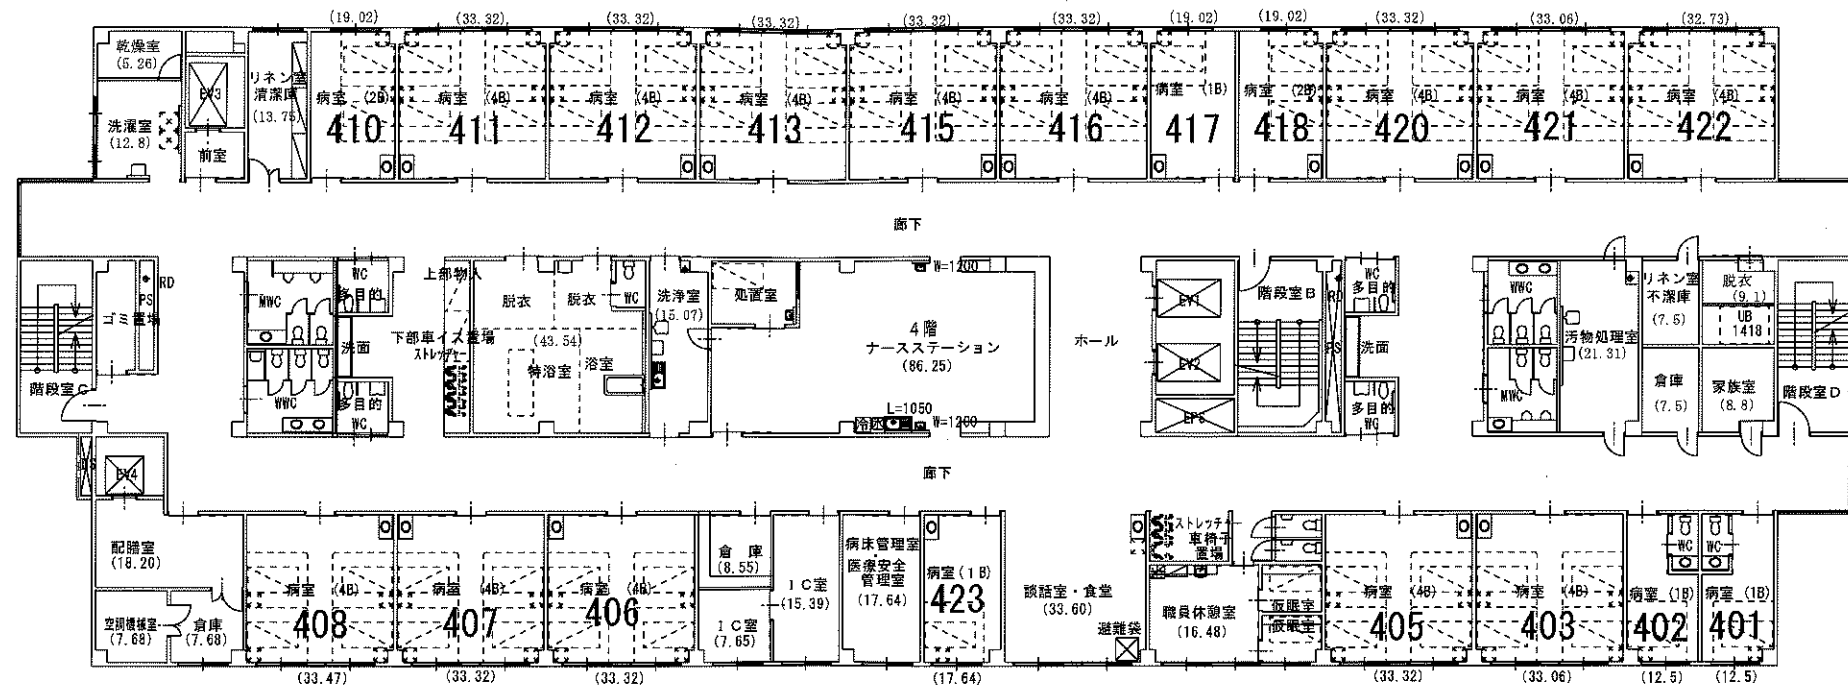 (19.02)
(33.32)
(33.32)
(33.32)
(33.32)
(33.32)
(19.02)
(19.02)
(33.32)
(33.06)
(32.73)
乾燥室
(5.26)
EV3
リネン室
清潔庫
(13.75)
洗濯室
(12.8)
前室
病室 (2B)
410
病室 (4B)
411
病室 (4B)
412
病室 (4B)
413
病室 (4B)
415
病室 (4B)
416
病室 (1B)
417
病室 (2B)
418
病室 (4B)
420
病室 (4B)
421
病室 (4B)
422
廊下
RD
PS
置場
階段室C
MWC
WWC
WC
多目的
洗面
多目的
WC
上部物入
下部車イス置場
ストレッチャー
脱衣
脱衣
WC
(43.54)
特浴室
浴室
洗浄室
(15.07)
処置室
W=1200
4階
ナースステーション
(86.25)
L=1050
冷蔵
W=1200
ホール
EV1
EV2
EPS
階段室B
RD
PS
WC
多目的
洗面
多目的
WC
WWC
MWC
汚物処理室
(21.31)
リネン室
不潔庫
(7.5)
脱衣
(9.1)
UB
1418
倉庫
(7.5)
家族室
(8.8)
階段室D
廊下
EV4
配膳室
(18.20)
空調機械室
(7.68)
倉庫
(7.68)
病室 (4B)
408
病室 (4B)
407
病室 (4B)
406
倉庫
(8.55)
IC室
(7.65)
IC室
(15.39)
病床管理室
医療安全
管理室
(17.64)
病室(1B)
423
談話室・食堂
(33.60)
避難袋
ストレッチャー
車椅子
置場
職員休憩室
(16.48)
仮眠室
仮眠室
病室 (4B)
405
病室 (4B)
403
病室 (1B)
402
WC
病室 (1B)
401
WC
(33.47)
(33.32)
(33.32)
(17.64)
(33.32)
(33.06)
(12.5)
(12.5)